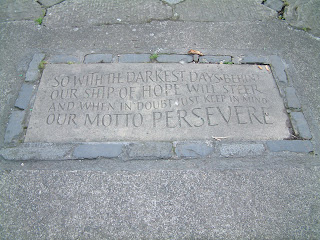 SO WITH THE DARKEST DAYS BEHIND
OUR SHIP OF HOPE WILL STEER
AND WHEN IN DOUBT, JUST KEEP IN MIND
OUR MOTTO PERSEVERE